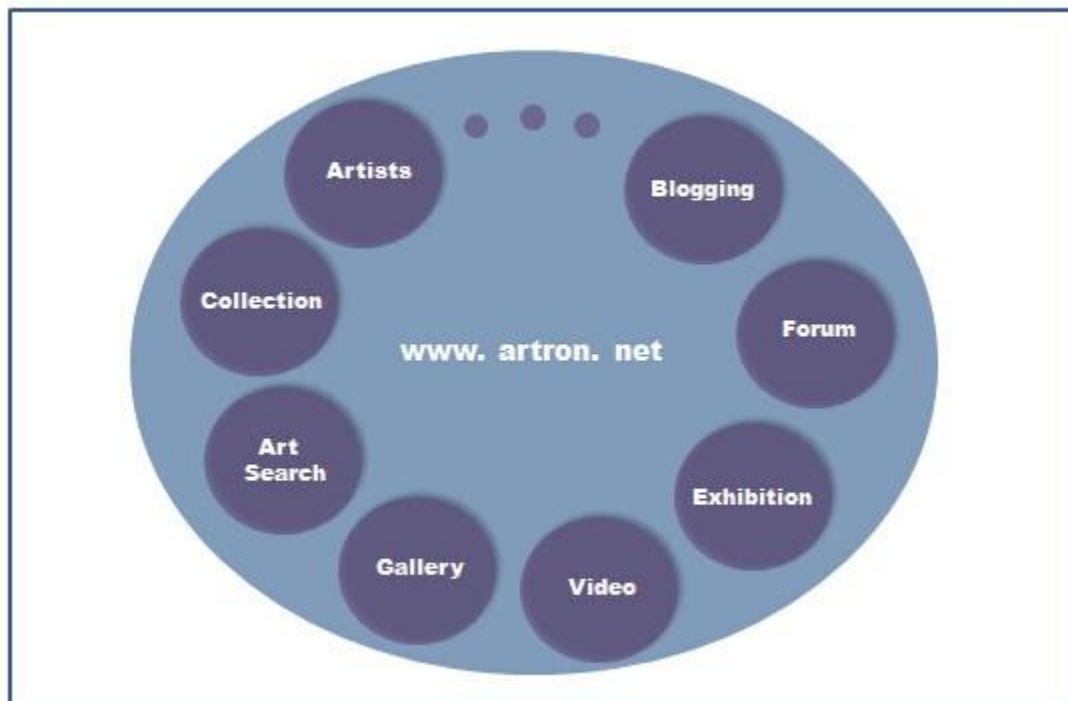 Artists
Blogging
Collection
Forum
www. artron. net
Art
Search
Exhibition
Gallery
Video